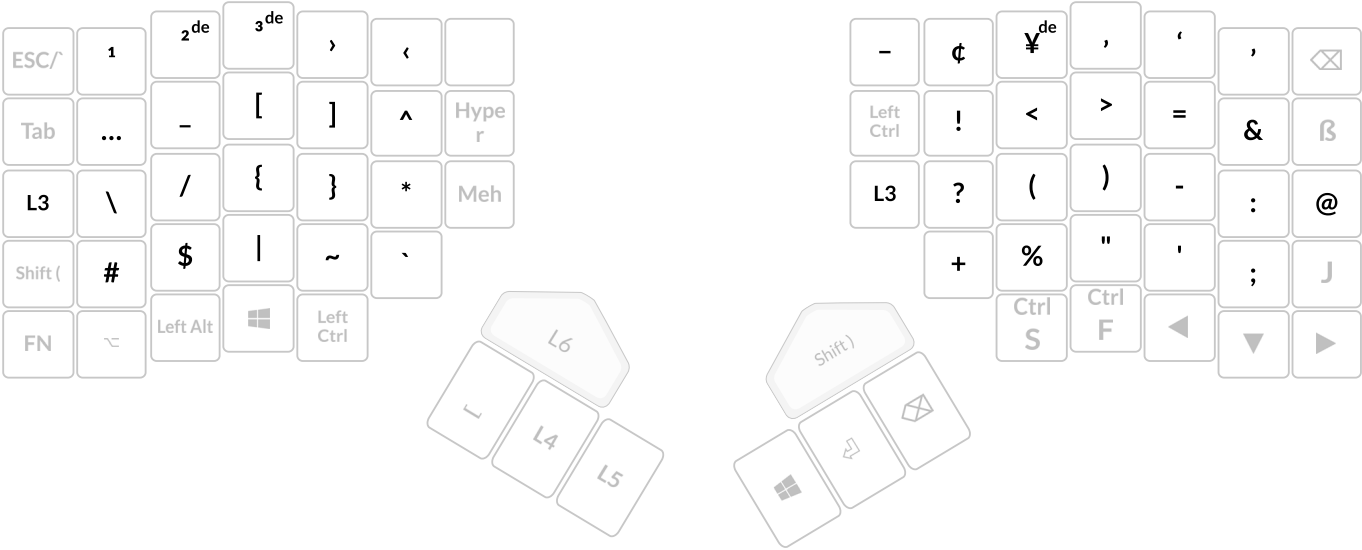 ESC/` ¹ ²de ³de › ‹
– ¢ ¥de ‚ ‘ ’ ⌫
Tab … _ [ ] ^ Hype
r
Left
Ctrl ! < > = & ß
L3 \ / { } * Meh
L3 ? ( ) - : @
Shift ( # $ | ~ `
+ % " ' ; J
FN ⌥ Left Alt Left
Ctrl
Ctrl
S Ctrl
F ◀ ▼ ▶
L6
L4
L5
Shift )